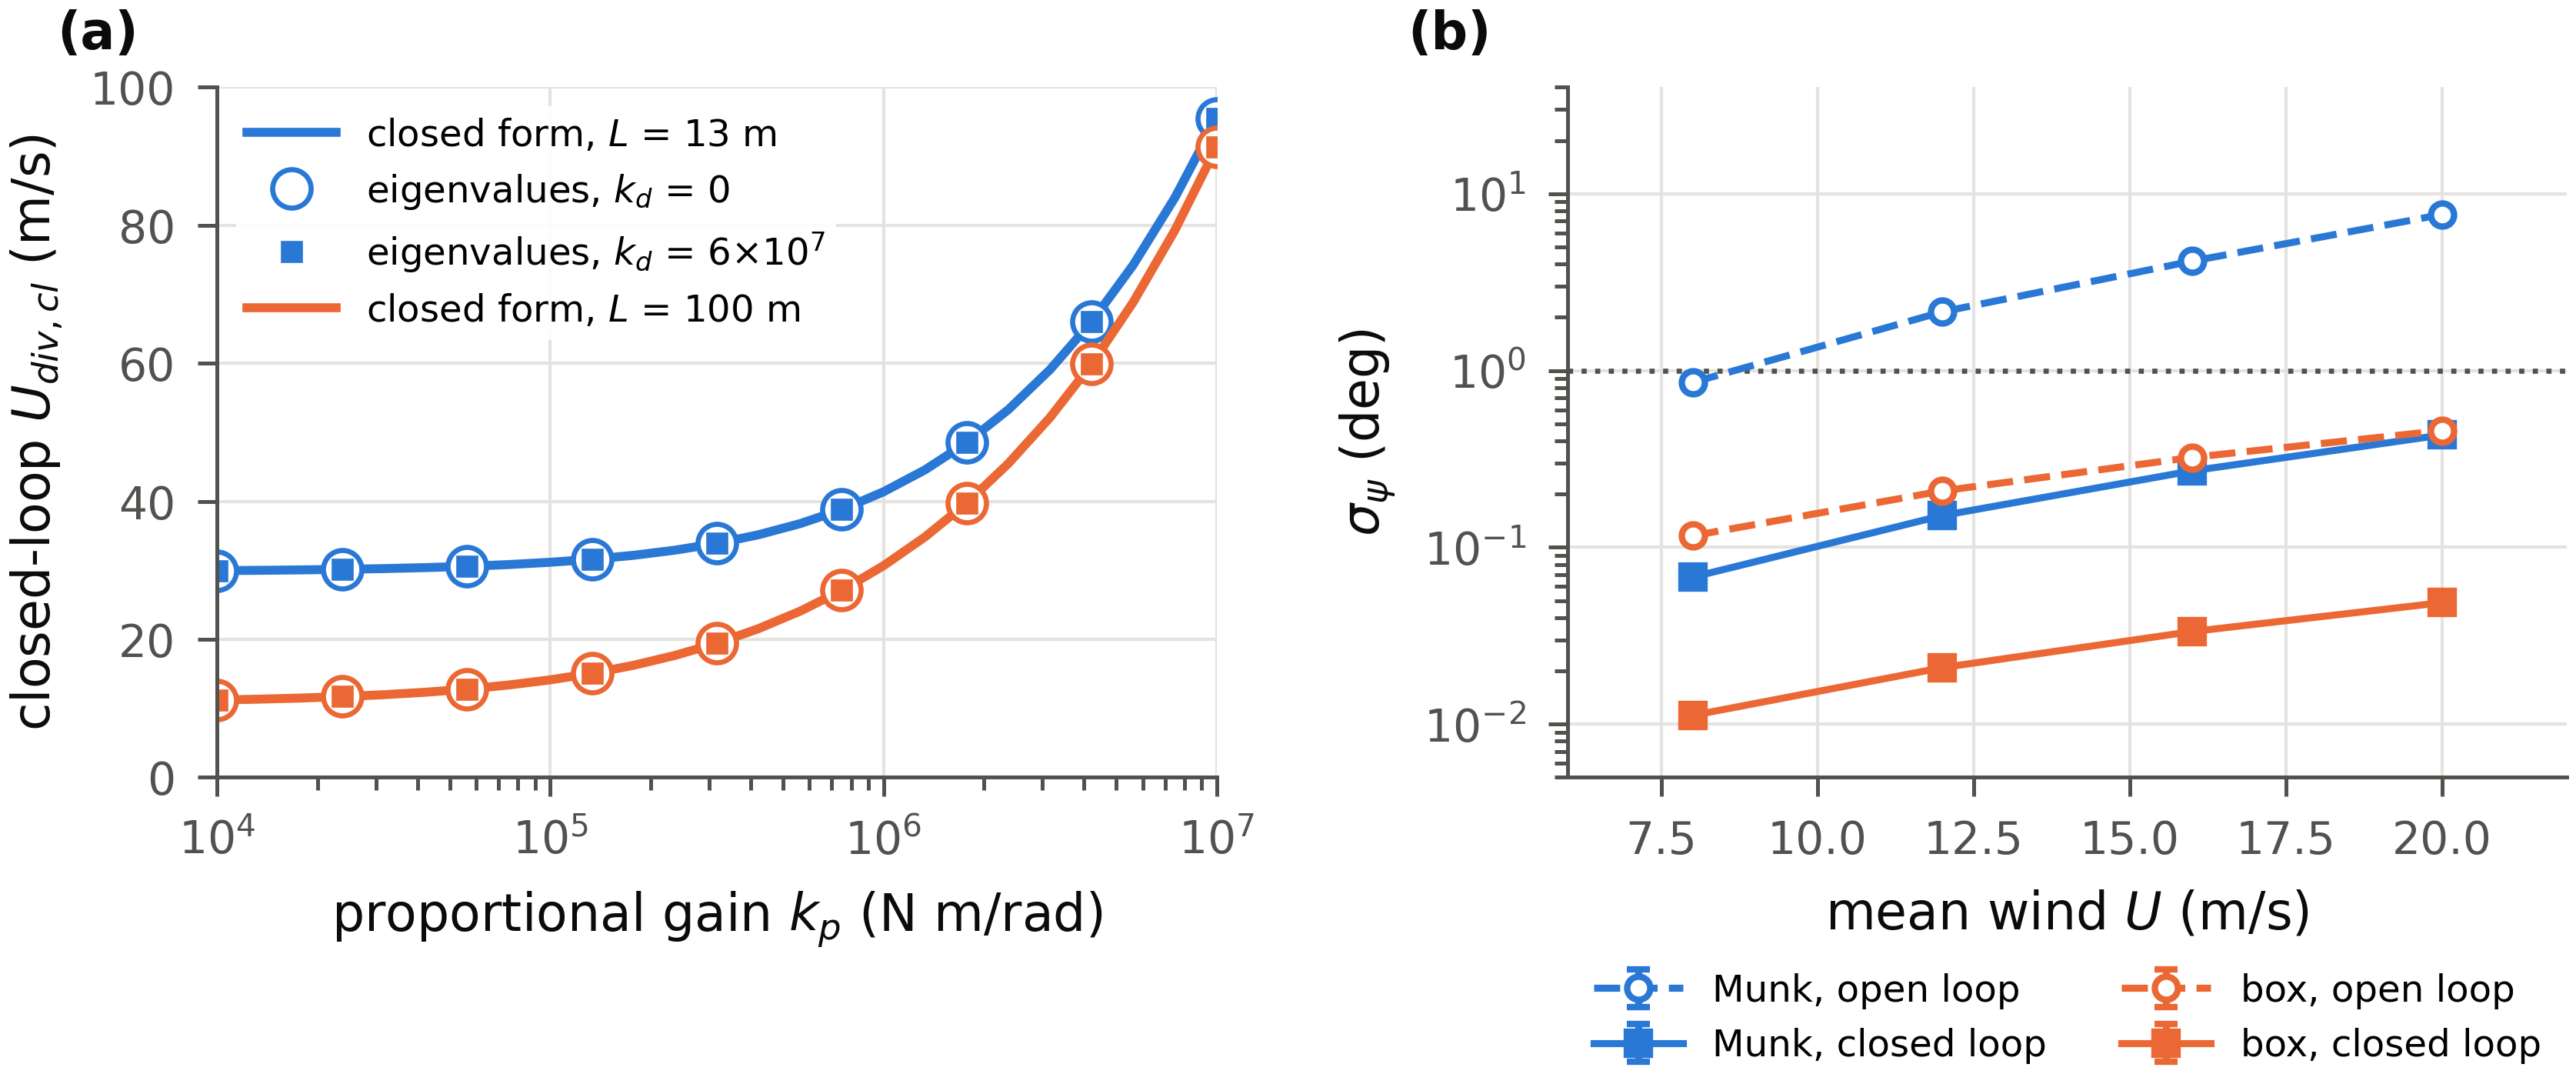 (a)
closed-loop U_{div, cl} (m/s)
100
80
60
40
20
0
closed form, L = 13 m
eigenvalues, k_d = 0
eigenvalues, k_d = 6×10^7
closed form, L = 100 m
10^4 10^5 10^6 10^7
proportional gain k_p (N m/rad)
(b)
σ_ψ (deg)
10^1
10^0
10^{-1}
10^{-2}
7.5 10.0 12.5 15.0 17.5 20.0
mean wind U (m/s)
Munk, open loop
Munk, closed loop
box, open loop
box, closed loop